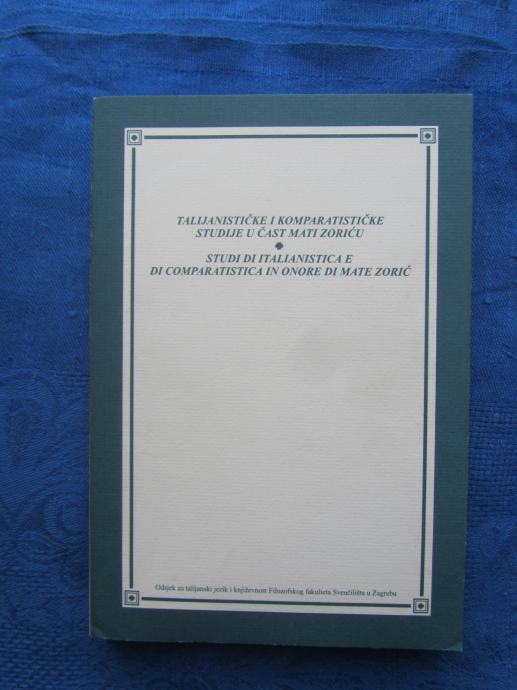 TALIJANISTIČKE I KOMPARATISTIČKE
STUDIJE U ČAST MATI ZORIĆU
STUDI DI ITALIANISTICA E
DI COMPARATISTICA IN ONORE DI MATE ZORIĆ
Odsjek za talijanski jezik i književnost Filozofskog fakulteta Sveučilišta u Zagrebu